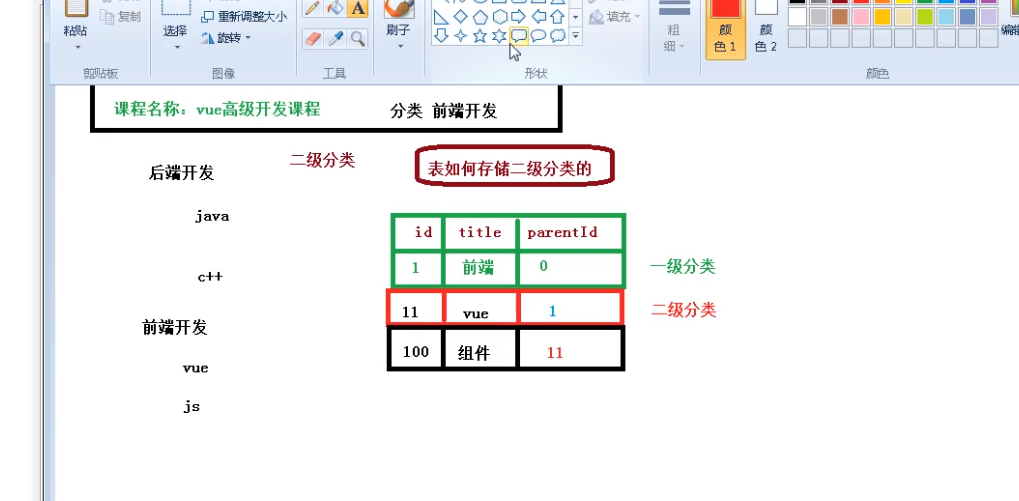 复制
粘贴
选择
重新调整大小
旋转
A
刷子
填充
粗
细
颜
色 1
颜
色 2
编辑
剪贴板
图像
工具
形状
颜色
课程名称：vue高级开发课程
分类 前端开发
二级分类
表如何存储二级分类的
后端开发
java
c++
前端开发
vue
js
id title parentId
1 前端 0
一级分类
11 vue 1
二级分类
100 组件 11